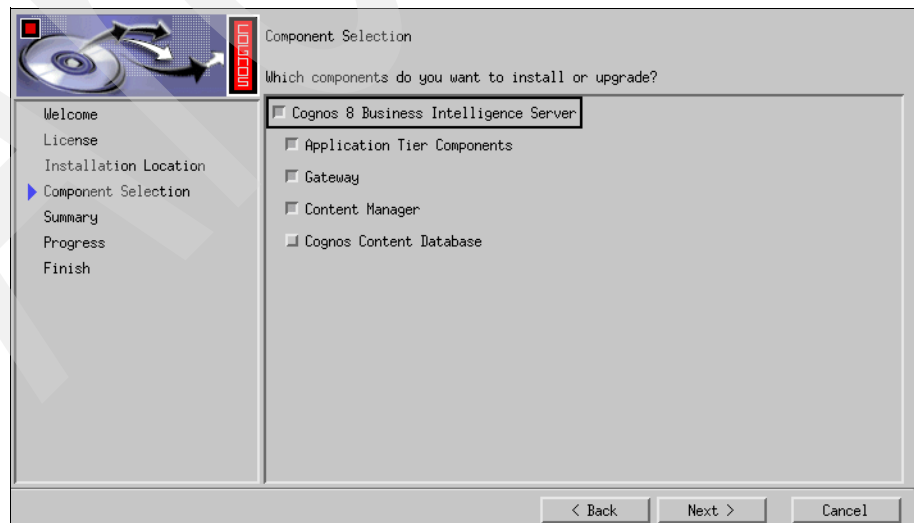 COGNOS
Component Selection
Which components do you want to install or upgrade?
Welcome
License
Installation Location
Component Selection
Summary
Progress
Finish
Cognos 8 Business Intelligence Server
Application Tier Components
Gateway
Content Manager
Cognos Content Database
< Back
Next >
Cancel